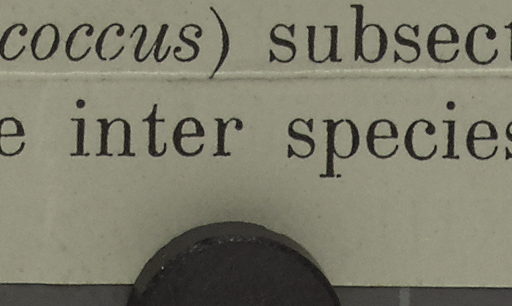 coccus) subsect
e inter species